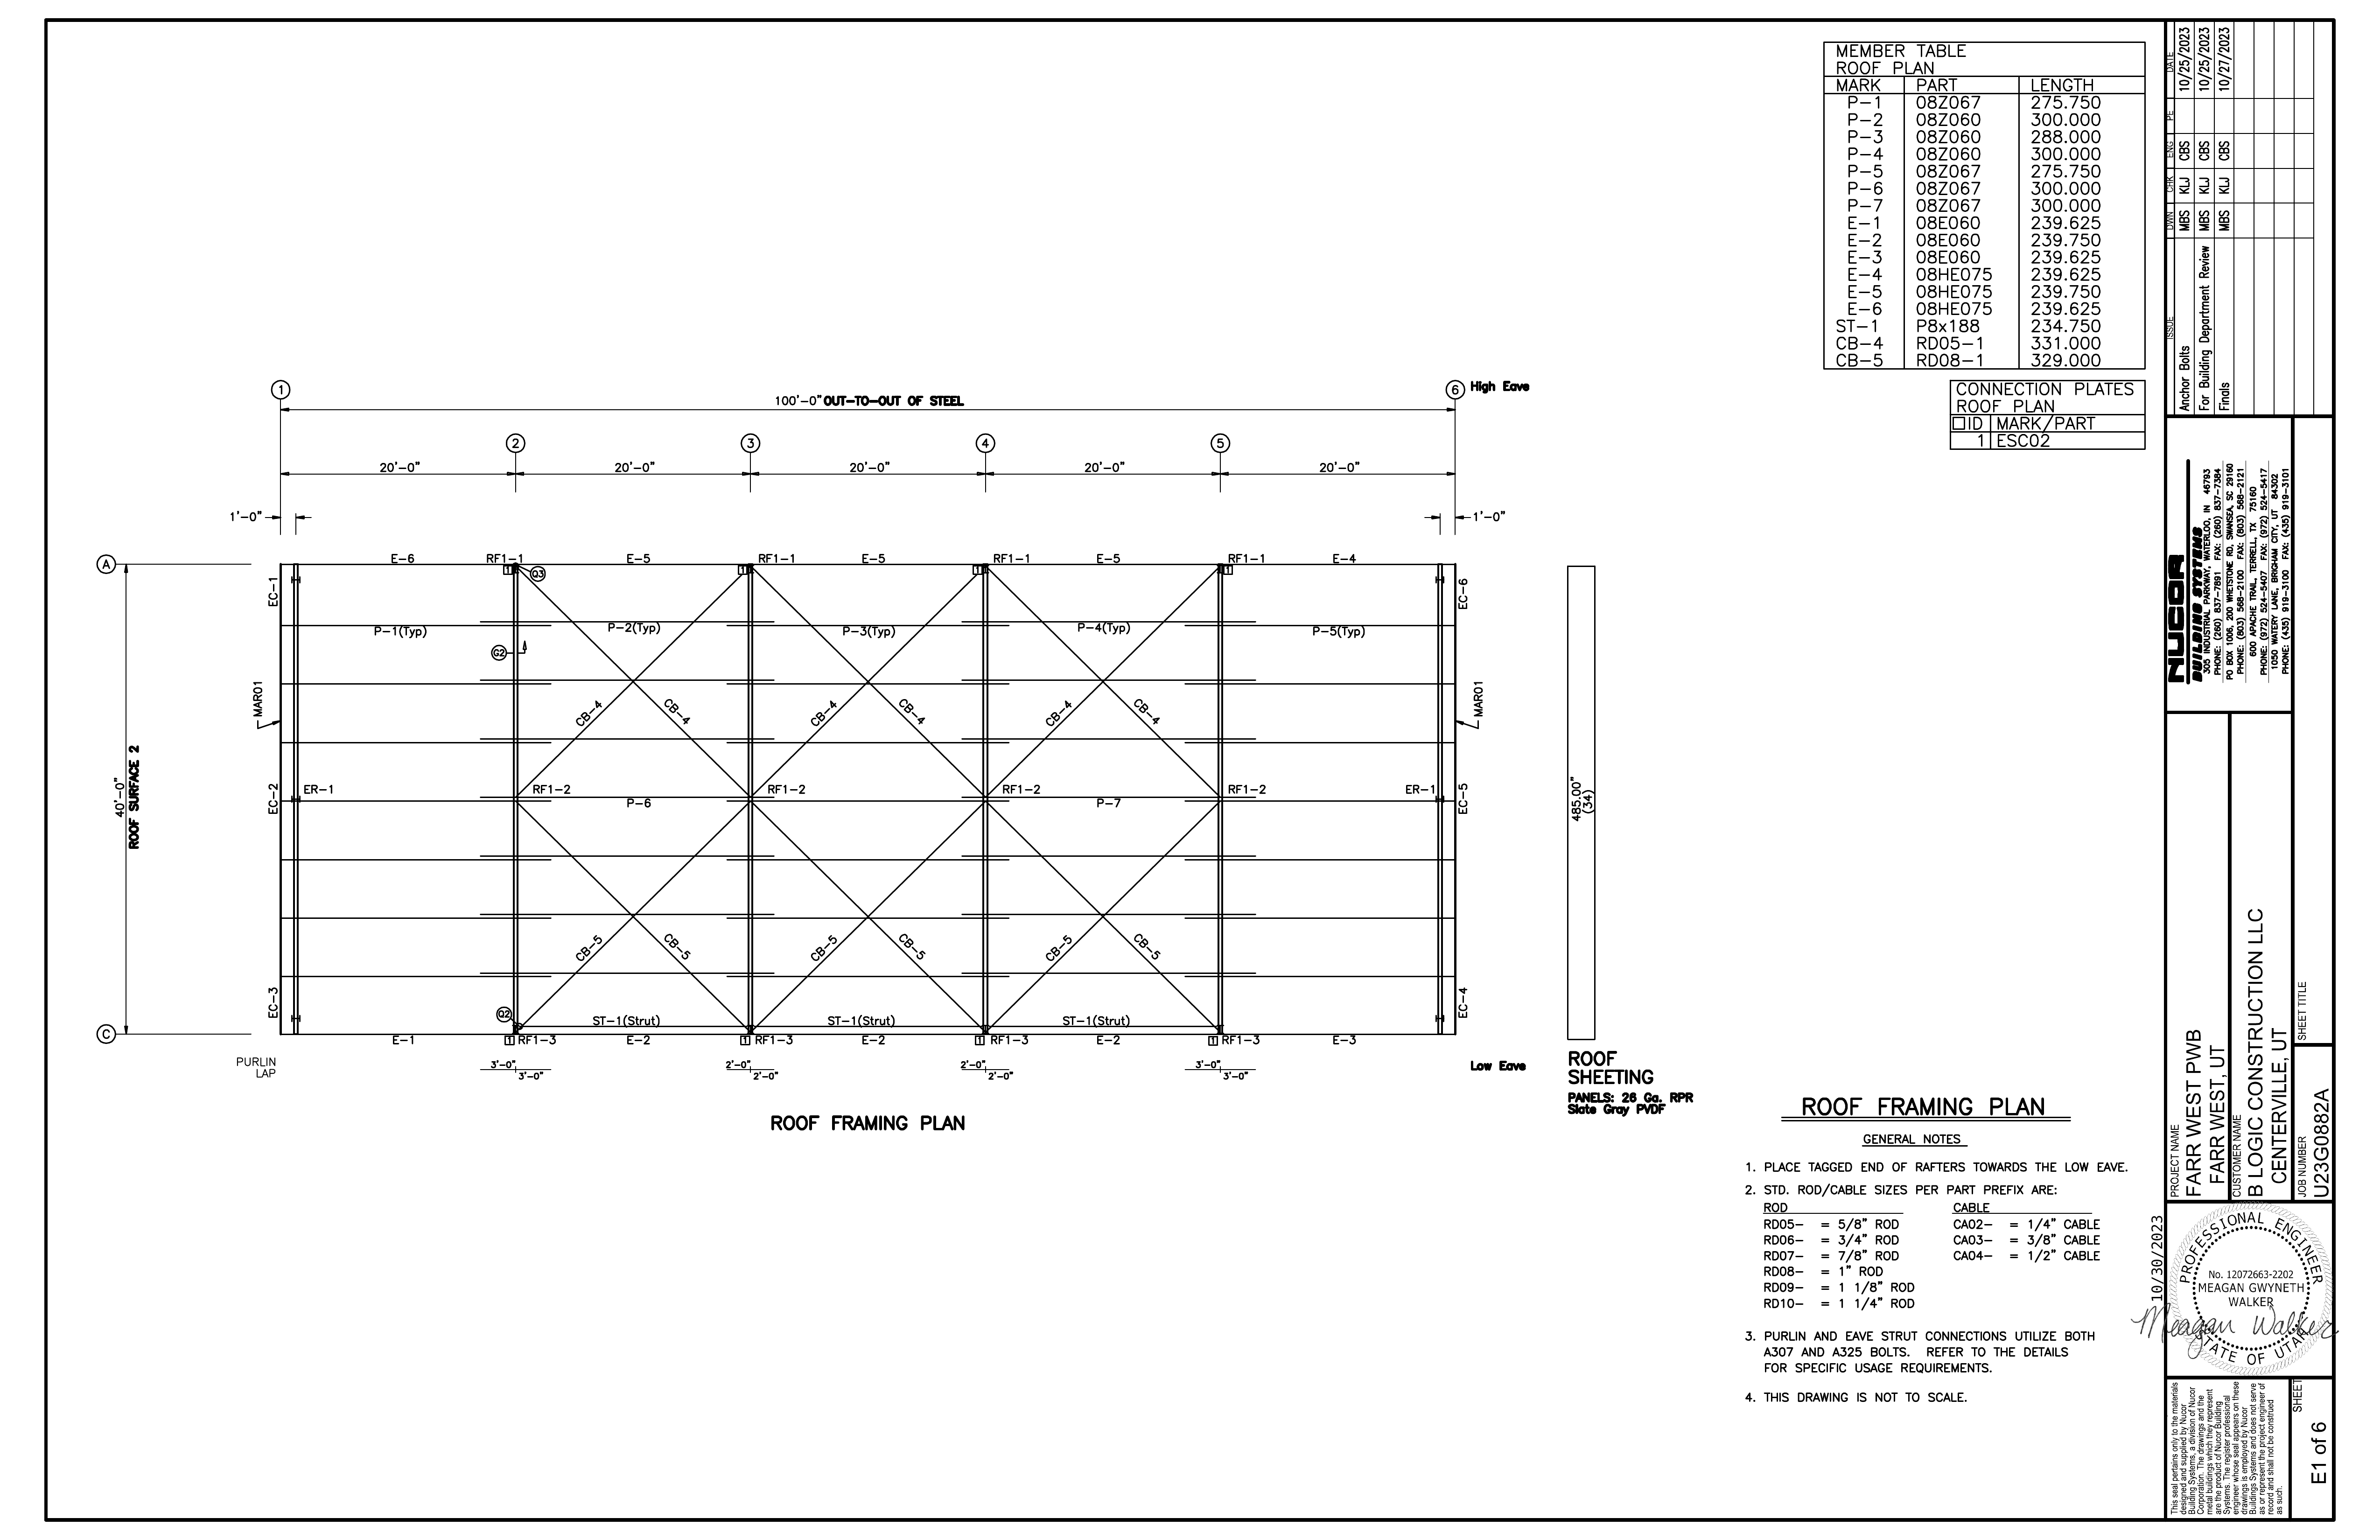 MEMBER TABLE
ROOF PLAN
MARK PART LENGTH
P-1 08Z067 275.750
P-2 08Z060 300.000
P-3 08Z060 288.000
P-4 08Z060 300.000
P-5 08Z067 275.750
P-6 08Z067 300.000
P-7 08Z067 300.000
E-1 08E060 239.625
E-2 08E060 239.750
E-3 08E060 239.625
E-4 08HE075 239.625
E-5 08HE075 239.750
E-6 08HE075 239.625
ST-1 P8x188 234.750
CB-4 RD05-1 331.000
CB-5 RD08-1 329.000
CONNECTION PLATES
ROOF PLAN
□ID MARK/PART
1 ESC02
1 6 High Eave
100'-0" OUT-TO-OUT OF STEEL
2 3 4 5
20'-0" 20'-0" 20'-0" 20'-0" 20'-0"
1'-0" 1'-0"
A E-6 RF1-1 E-5 RF1-1 E-5 RF1-1 E-5 RF1-1 E-4
1 Q3 1 1 1
EC-1 EC-6
P-1(Typ) P-2(Typ) P-3(Typ) P-4(Typ) P-5(Typ)
G2
MAR01 CB-4 CB-4 CB-4 CB-4 CB-4 CB-4 MAR01
40'-0"
ROOF SURFACE 2
EC-2 ER-1 RF1-2 RF1-2 RF1-2 RF1-2 ER-1 EC-5
P-6 P-7
485.00"
(34)
CB-5 CB-5 CB-5 CB-5 CB-5 CB-5
EC-3 EC-4
Q2 ST-1(Strut) ST-1(Strut) ST-1(Strut)
C E-1 1 RF1-3 E-2 1 RF1-3 E-2 1 RF1-3 E-2 1 RF1-3 E-3
PURLIN
LAP
3'-0" 3'-0" 2'-0" 2'-0" 2'-0" 2'-0" 3'-0" 3'-0"
Low Eave
ROOF FRAMING PLAN
ROOF
SHEETING
PANELS: 26 Ga. RPR
Slate Gray PVDF
ROOF FRAMING PLAN
GENERAL NOTES
1. PLACE TAGGED END OF RAFTERS TOWARDS THE LOW EAVE.
2. STD. ROD/CABLE SIZES PER PART PREFIX ARE:
ROD CABLE
RD05- = 5/8" ROD CA02- = 1/4" CABLE
RD06- = 3/4" ROD CA03- = 3/8" CABLE
RD07- = 7/8" ROD CA04- = 1/2" CABLE
RD08- = 1" ROD
RD09- = 1 1/8" ROD
RD10- = 1 1/4" ROD
3. PURLIN AND EAVE STRUT CONNECTIONS UTILIZE BOTH
A307 AND A325 BOLTS. REFER TO THE DETAILS
FOR SPECIFIC USAGE REQUIREMENTS.
4. THIS DRAWING IS NOT TO SCALE.
ISSUE DWN CHK ENG PE DATE
Anchor Bolts MBS KLJ CBS 10/25/2023
For Building Department Review MBS KLJ CBS 10/25/2023
Finals MBS KLJ CBS 10/27/2023
NUCOR
BUILDING SYSTEMS
305 INDUSTRIAL PARKWAY, WATERLOO, IN 46793
PHONE: (260) 837-7891 FAX: (260) 837-7384
PO BOX 1006, 200 WHETSTONE RD, SWANSEA, SC 29160
PHONE: (803) 568-2100 FAX: (803) 568-2121
600 APACHE TRAIL, TERRELL, TX 75160
PHONE: (972) 524-5407 FAX: (972) 524-5417
1050 WATERY LANE, BRIGHAM CITY, UT 84302
PHONE: (435) 919-3100 FAX: (435) 919-3101
PROJECT NAME
FARR WEST PWB
FARR WEST, UT
CUSTOMER NAME
B LOGIC CONSTRUCTION LLC
CENTERVILLE, UT
JOB NUMBER
U23G0882A
SHEET TITLE
10/30/2023
PROFESSIONAL ENGINEER
No. 12072663-2202
MEAGAN GWYNETH
WALKER
Meagan Walker
STATE OF UTAH
This seal pertains only to the materials
designed and supplied by Nucor
Building Systems, a division of Nucor
Corporation. The drawings and the
metal buildings which they represent
are the product of Nucor Building
Systems. The register professional
engineer whose seal appears on these
drawings is employed by Nucor
Buildings Systems and does not serve
as or represent the project engineer of
record and shall not be construed
as such.
SHEET
E1 of 6